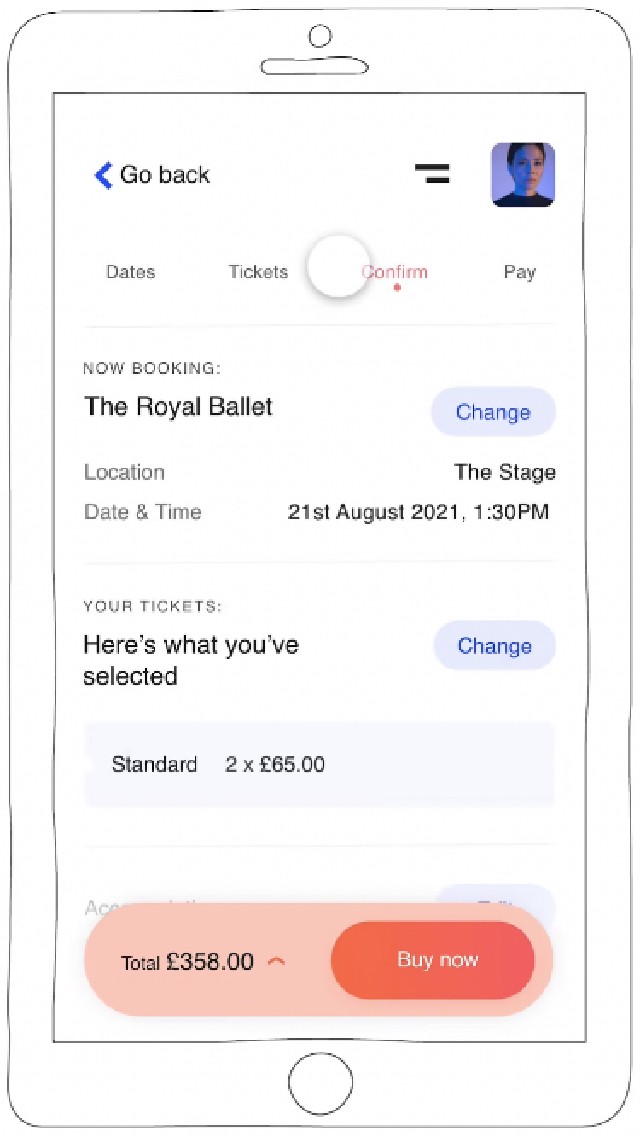 Go back
Dates Tickets Confirm Pay
NOW BOOKING:
The Royal Ballet
Change
Location The Stage
Date & Time 21st August 2021, 1:30PM
YOUR TICKETS:
Here's what you've
selected
Change
Standard 2 x £65.00
Total £358.00
Buy now